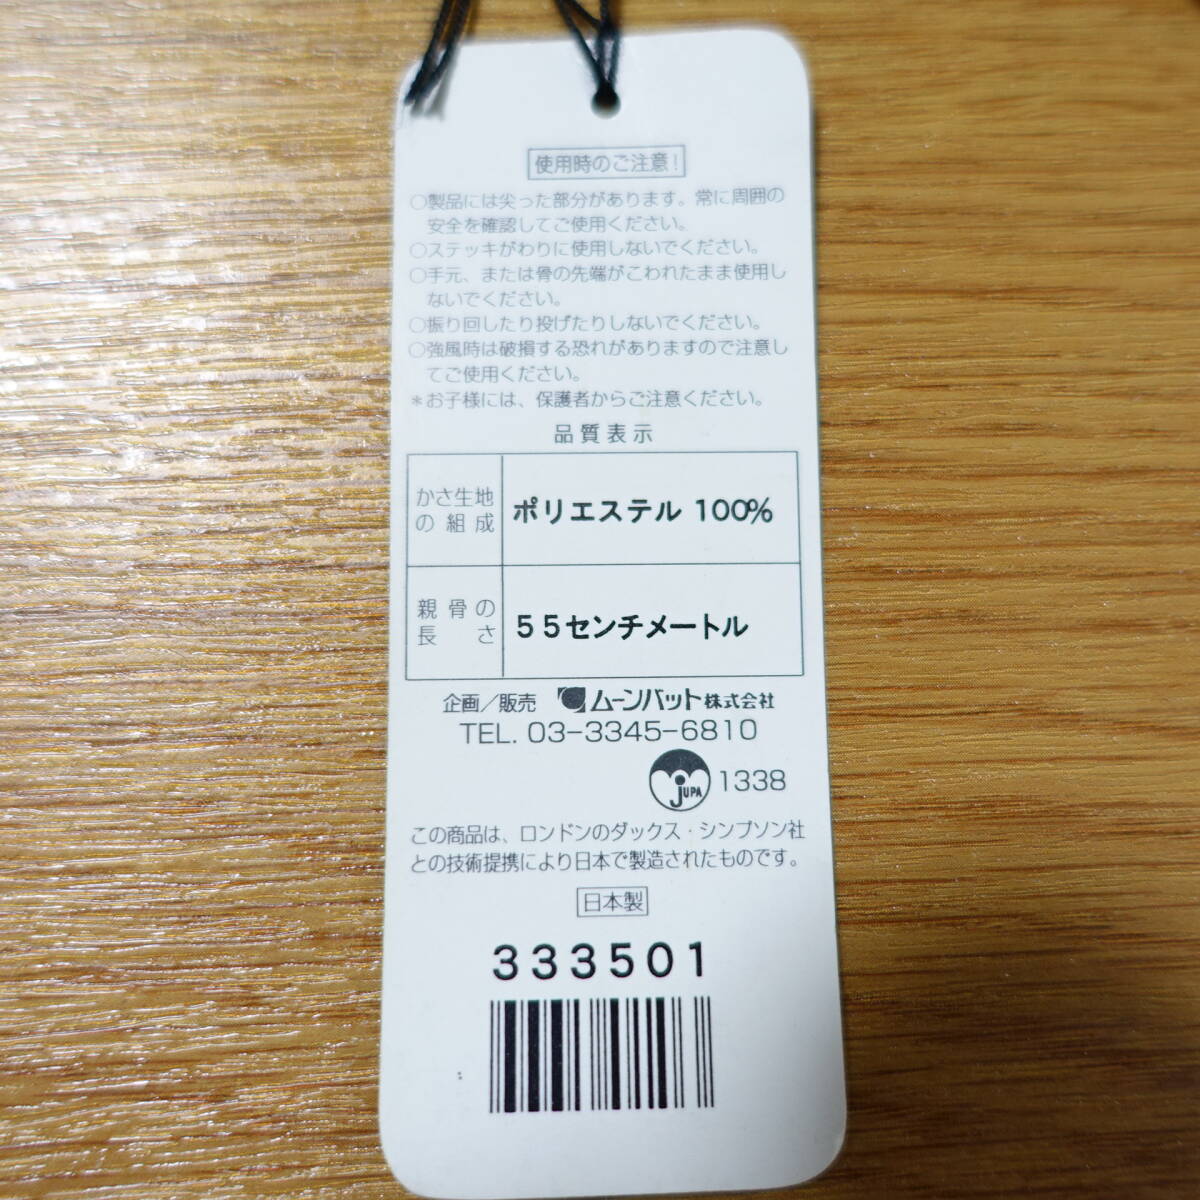 使用時のご注意!
○製品には尖った部分があります。常に周囲の
安全を確認してご使用ください。
○ステッキがわりに使用しないでください。
○手元、または骨の先端がこわれたまま使用し
ないでください。
○振り回したり投げたりしないでください。
○強風時は破損する恐れがありますので注意し
てご使用ください。
*お子様には、保護者からご注意ください。
品質表示
かさ生地
の組成
ポリエステル 100%
親骨の
長さ
55センチメートル
企画/販売 ムーンバット株式会社
TEL. 03-3345-6810
JUPA 1338
この商品は、ロンドンのダックス・シンプソン社
との技術提携により日本で製造されたものです。
日本製
333501